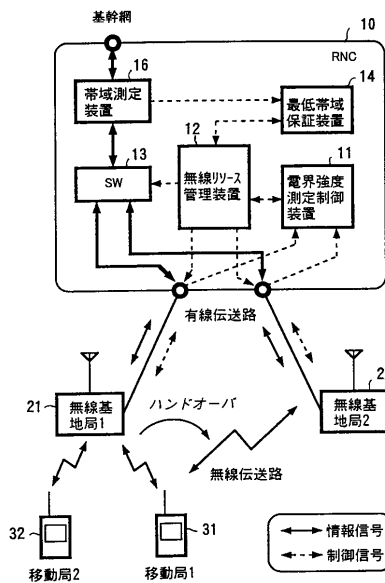 基幹網
10
RNC
16
帯域測定
装置
14
最低帯域
保証装置
12
無線リソース
管理装置
13
SW
11
電界強度
測定制御
装置
有線伝送路
21
無線基
地局1
ハンドオーバ
無線伝送路
2
無線基
地局2
32
移動局2
31
移動局1
情報信号
制御信号